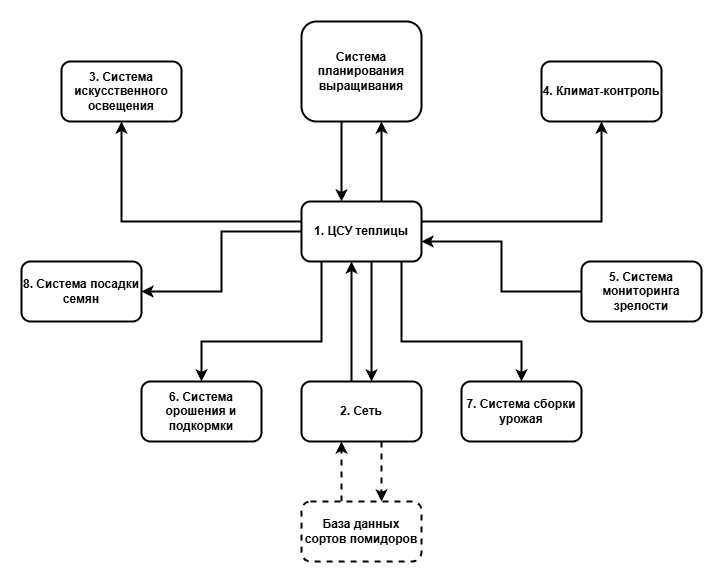 Система
планирования
выращивания
3. Система
искусственного
освещения
4. Климат-контроль
1. ЦСУ теплицы
8. Система посадки
семян
5. Система
мониторинга
зрелости
6. Система
орошения и
подкормки
2. Сеть
7. Система сборки
урожая
База данных
сортов помидоров